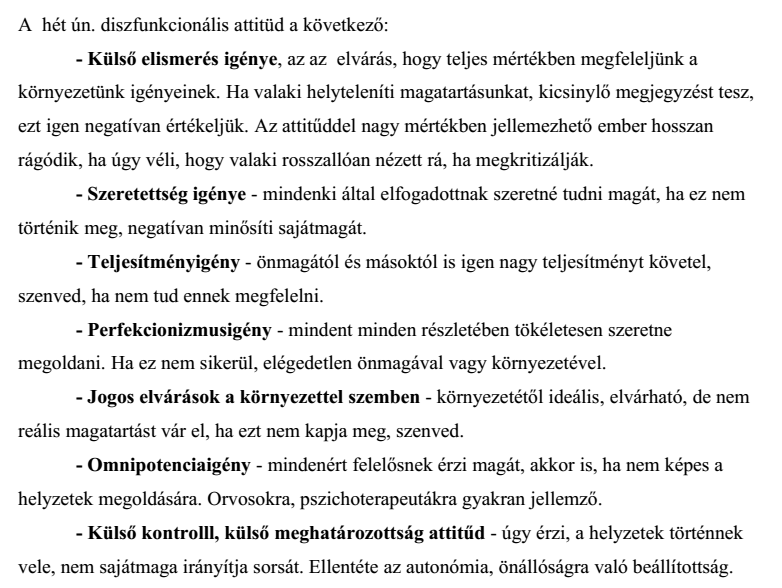 A  hét ún. diszfunkcionális attitüd a következő:
- Külső elismerés igénye, az az  elvárás, hogy teljes mértékben megfeleljünk a
környezetünk igényeinek. Ha valaki helyteleníti magatartásunkat, kicsinylő megjegyzést tesz,
ezt igen negatívan értékeljük. Az attitűddel nagy mértékben jellemezhető ember hosszan
rágódik, ha úgy véli, hogy valaki rosszallóan nézett rá, ha megkritizálják.
- Szeretettség igénye - mindenki által elfogadottnak szeretné tudni magát, ha ez nem
történik meg, negatívan minősíti sajátmagát.
- Teljesítményigény - önmagától és másoktól is igen nagy teljesítményt követel,
szenved, ha nem tud ennek megfelelni.
- Perfekcionizmusigény - mindent minden részletében tökéletesen szeretne
megoldani. Ha ez nem sikerül, elégedetlen önmagával vagy környezetével.
- Jogos elvárások a környezettel szemben - környezetétől ideális, elvárható, de nem
reális magatartást vár el, ha ezt nem kapja meg, szenved.
- Omnipotenciaigény - mindenért felelősnek érzi magát, akkor is, ha nem képes a
helyzetek megoldására. Orvosokra, pszichoterapeutákra gyakran jellemző.
- Külső kontrolll, külső meghatározottság attitűd - úgy érzi, a helyzetek történnek
vele, nem sajátmaga irányítja sorsát. Ellentéte az autonómia, önállóságra való beállítottság.